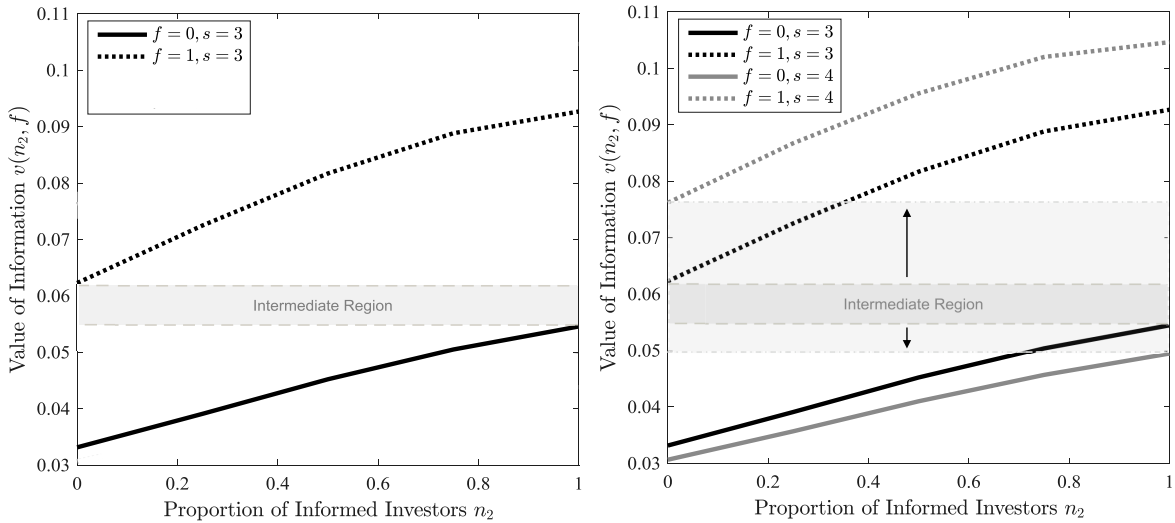 0.11
0.1
0.09
0.08
0.07
0.06
0.05
0.04
0.03
Value of Information v(n₂, f)
f = 0, s = 3
f = 1, s = 3
Intermediate Region
0
0.2
0.4
0.6
0.8
1
Proportion of Informed Investors n₂
0.11
0.1
0.09
0.08
0.07
0.06
0.05
0.04
0.03
Value of Information v(n₂, f)
f = 0, s = 3
f = 1, s = 3
f = 0, s = 4
f = 1, s = 4
Intermediate Region
0
0.2
0.4
0.6
0.8
1
Proportion of Informed Investors n₂